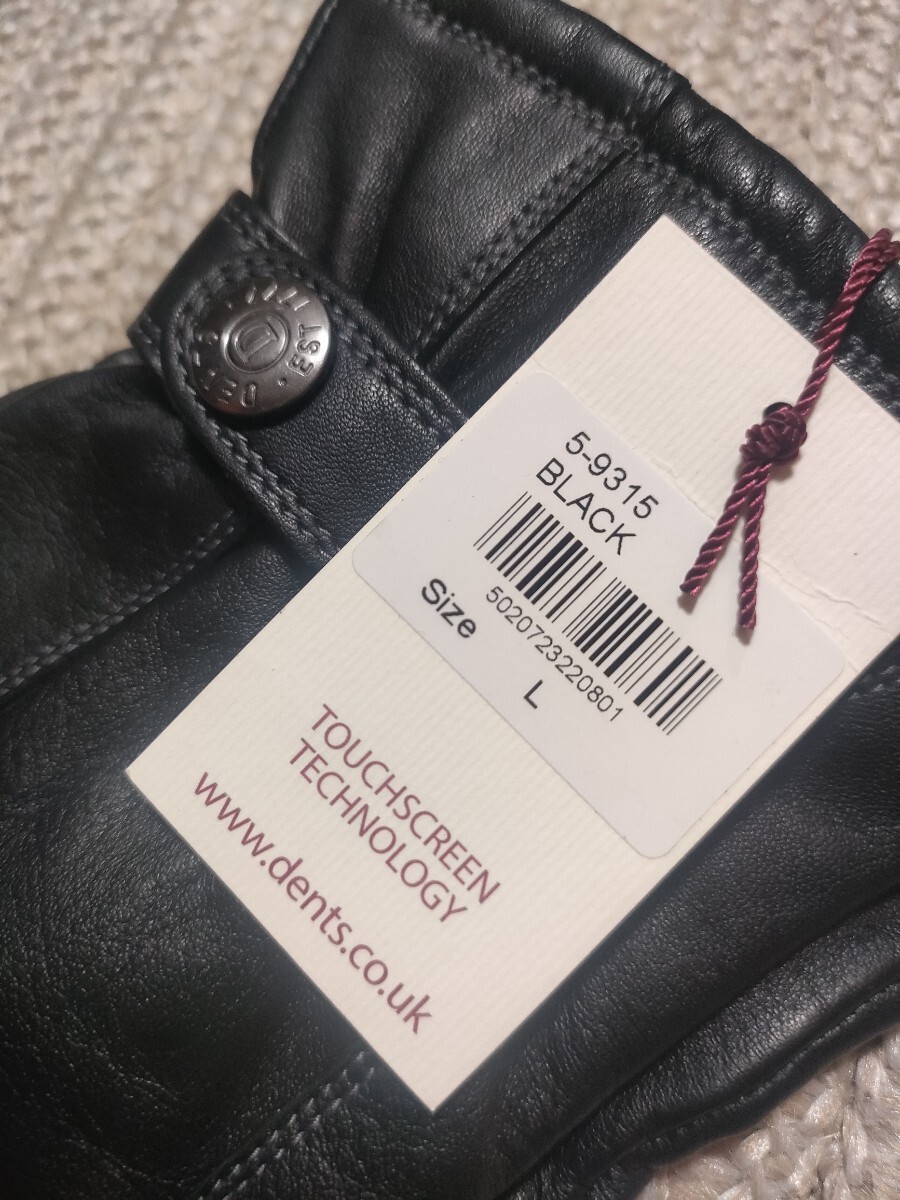 5-9315
BLACK
5020723220801
Size L
TOUCHSCREEN
TECHNOLOGY
www.dents.co.uk
D
EST